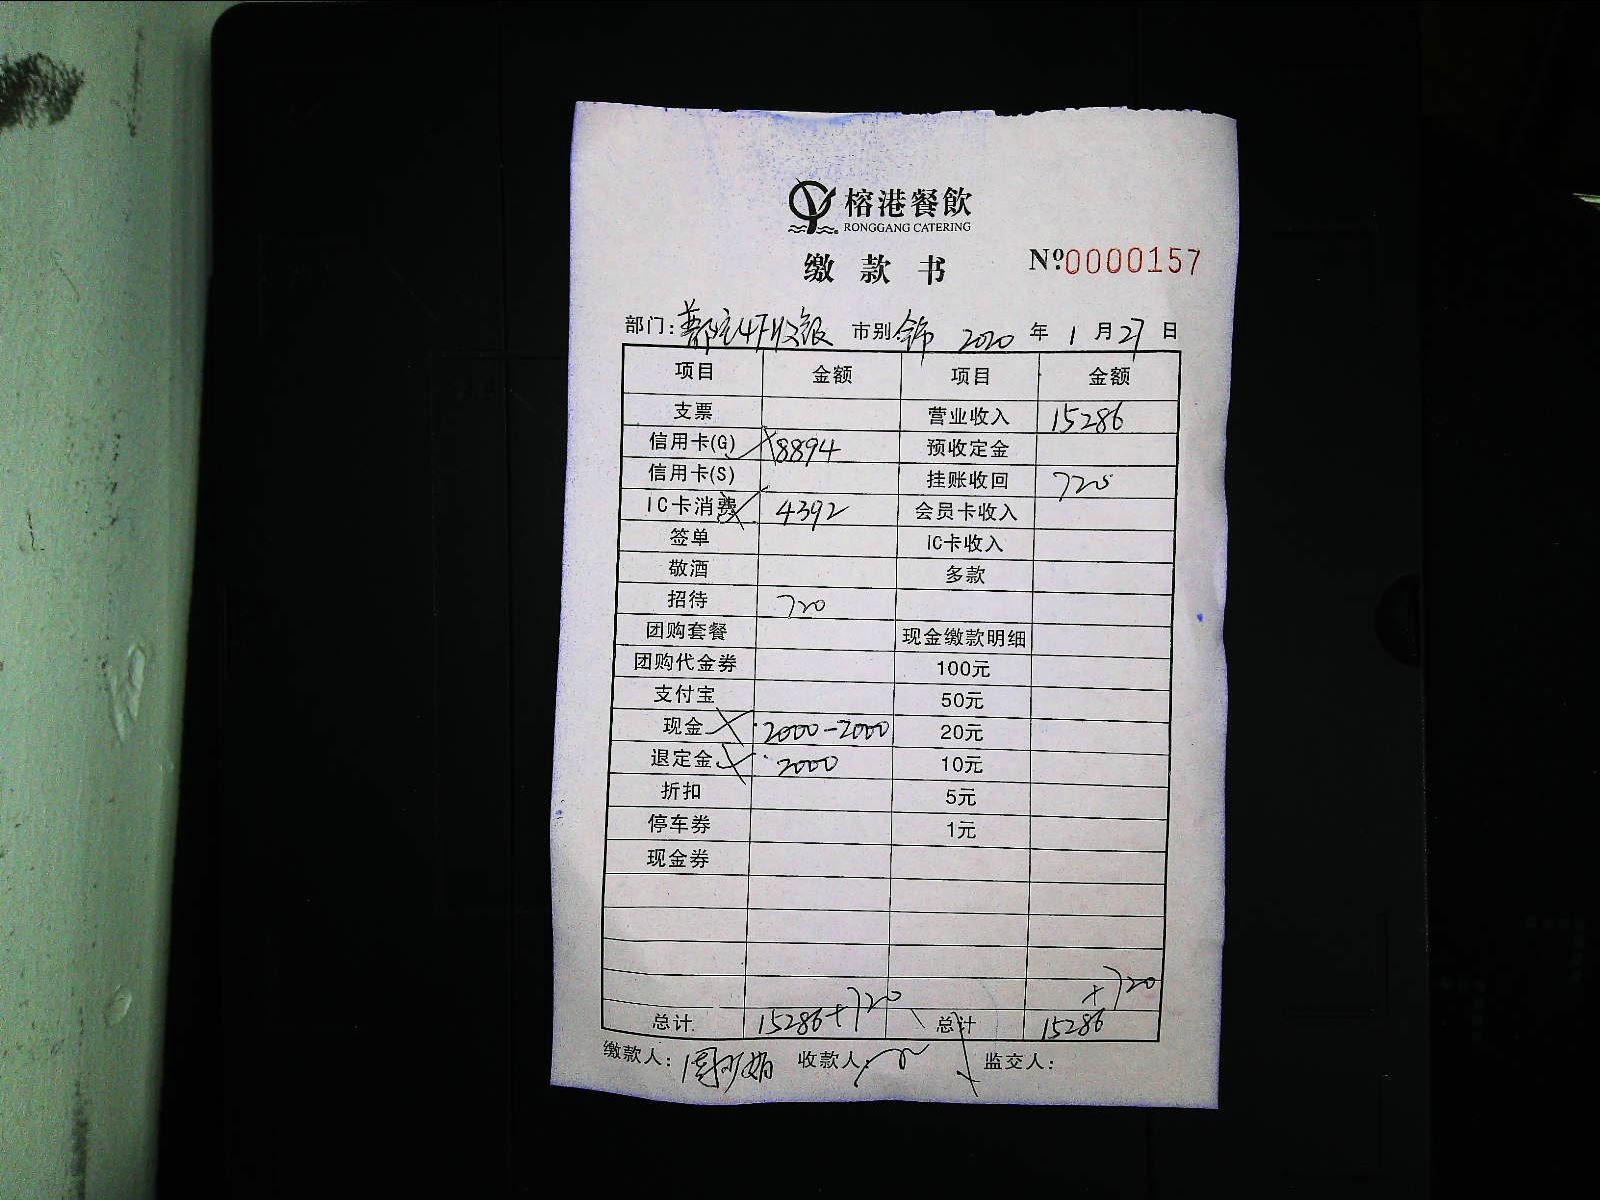 榕港餐飲
RONGGANG CATERING
缴款书 Nº0000157
部门: 4F收银 市别: 2020 年 1 月 27 日
项目 金额 项目 金额
支票 营业收入 15286
信用卡(G) 8894 预收定金
信用卡(S) 挂账收回 720
IC卡消费 4392 会员卡收入
签单 IC卡收入
敬酒 多款
招待 720
团购套餐 现金缴款明细
团购代金券 100元
支付宝 50元
现金 2000-2000 20元
退定金 2000 10元
折扣 5元
停车券 1元
现金券
+720
总计 15286+720 总计 15286
缴款人: 收款人: 监交人: